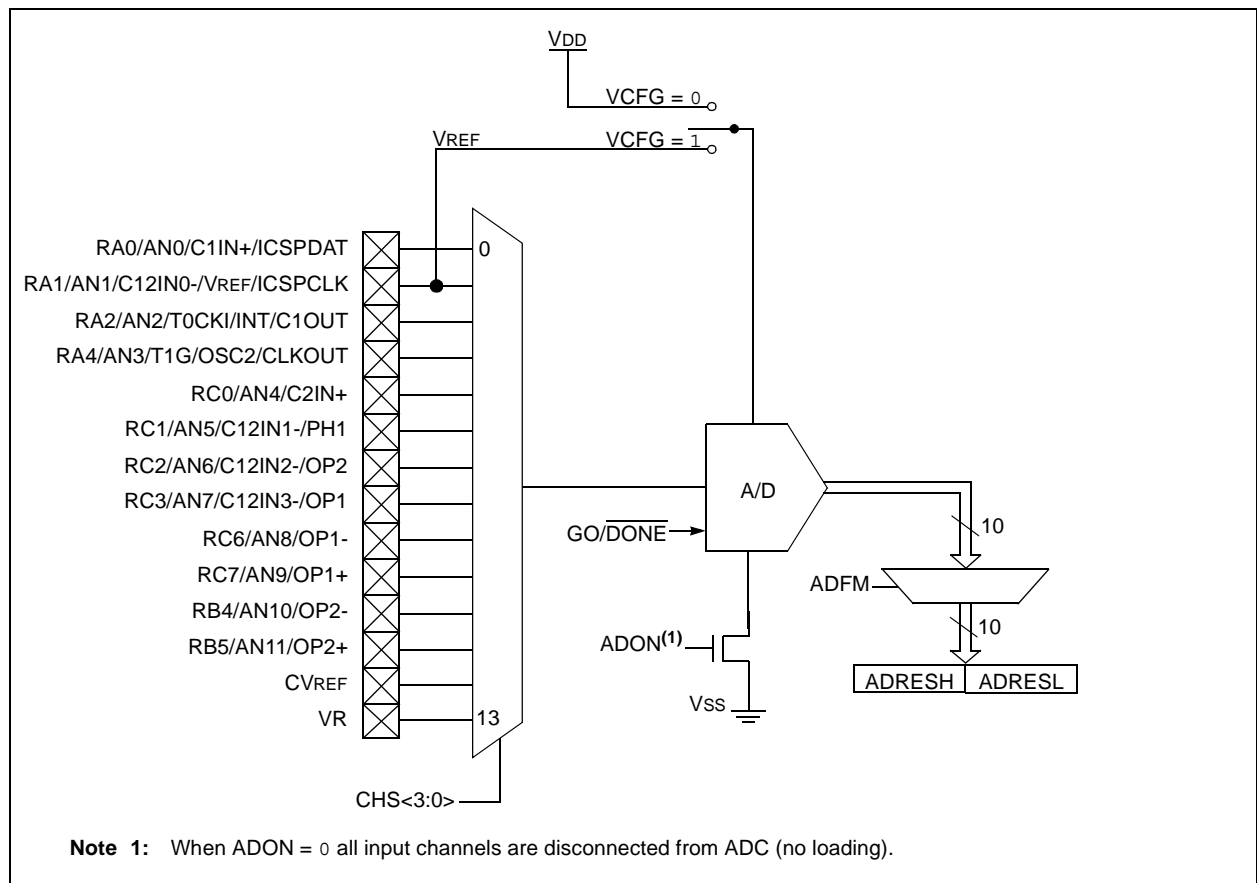 VDD
VCFG = 0
VREF
VCFG = 1
RA0/AN0/C1IN+/ICSPDAT
0
RA1/AN1/C12IN0-/VREF/ICSPCLK
RA2/AN2/T0CKI/INT/C1OUT
RA4/AN3/T1G/OSC2/CLKOUT
RC0/AN4/C2IN+
RC1/AN5/C12IN1-/PH1
RC2/AN6/C12IN2-/OP2
RC3/AN7/C12IN3-/OP1
RC6/AN8/OP1-
RC7/AN9/OP1+
RB4/AN10/OP2-
RB5/AN11/OP2+
CVREF
VR
13
CHS<3:0>
A/D
GO/DONE
ADON(1)
VSS
10
ADFM
10
ADRESH ADRESL
Note 1: When ADON = 0 all input channels are disconnected from ADC (no loading).